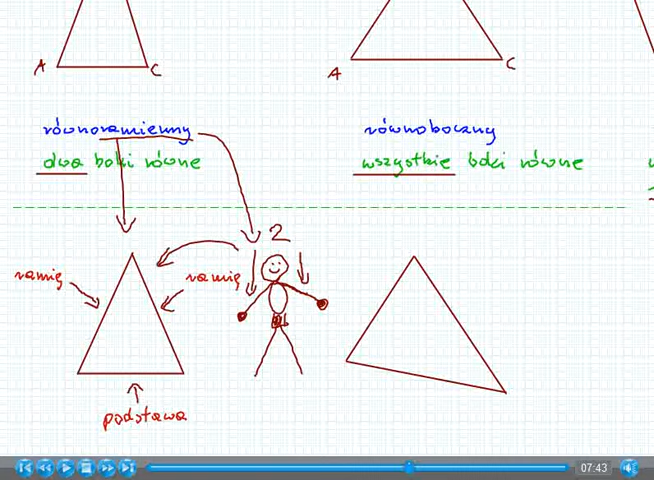 A C
A C
równoramienny
równoboczny
dwa boki równe
wszystkie boki równe
2
ramię
ramię
podstawa
07:43